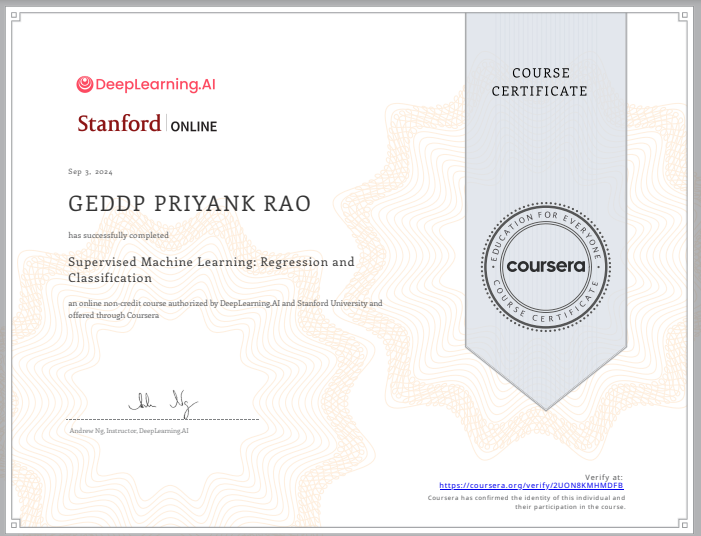 DeepLearning.AI
Stanford ONLINE
Sep 3, 2024
GEDDP PRIYANK RAO
has successfully completed
Supervised Machine Learning: Regression and
Classification
an online non-credit course authorized by DeepLearning.AI and Stanford University and
offered through Coursera
Andrew Ng, Instructor, DeepLearning.AI
COURSE
CERTIFICATE
EDUCATION FOR EVERYONE
coursera
COURSE CERTIFICATE
Verify at:
https://coursera.org/verify/2UON8KMHMDFB
Coursera has confirmed the identity of this individual and
their participation in the course.